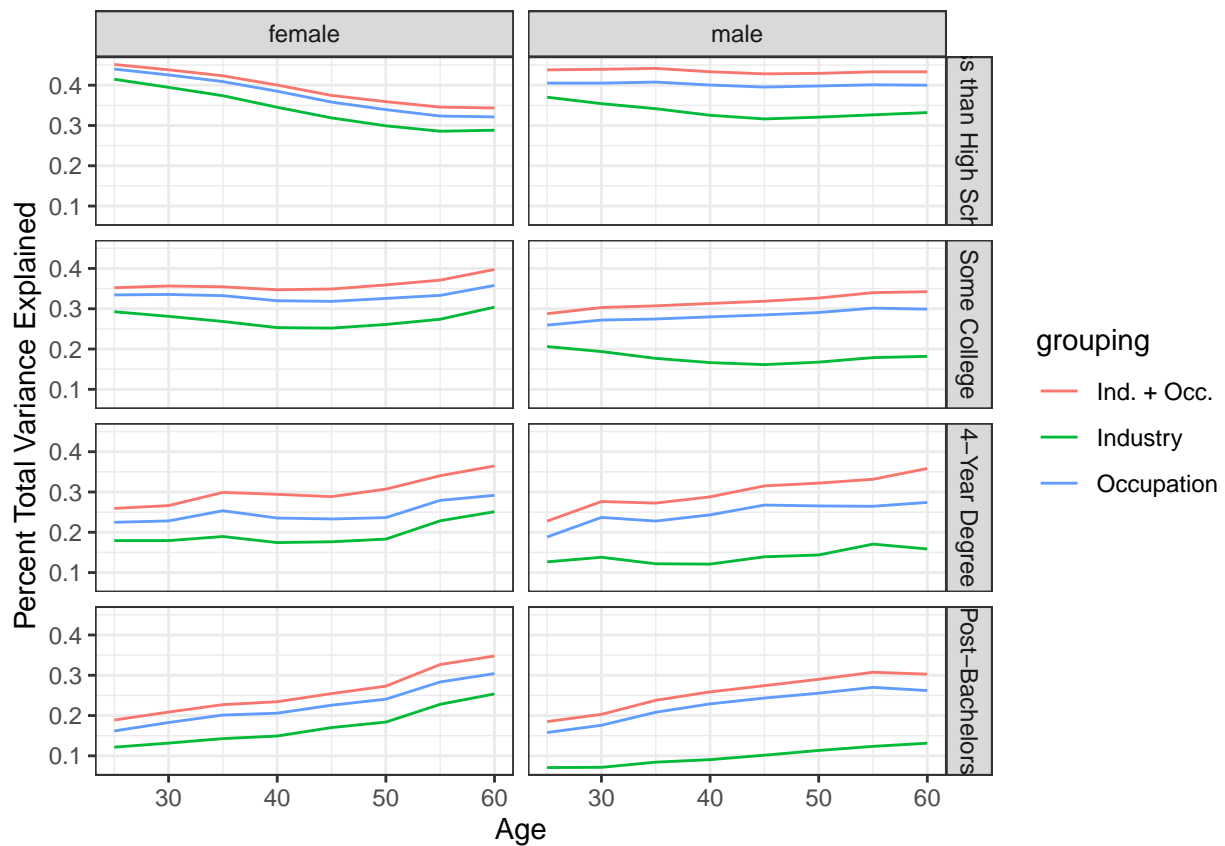 female
male
0.4
0.3
0.2
0.1
s than High Sch
0.4
0.3
0.2
0.1
Some College
0.4
0.3
0.2
0.1
4−Year Degree
0.4
0.3
0.2
0.1
Post−Bachelors
30
40
50
60
30
40
50
60
Age
Percent Total Variance Explained
grouping
Ind. + Occ.
Industry
Occupation